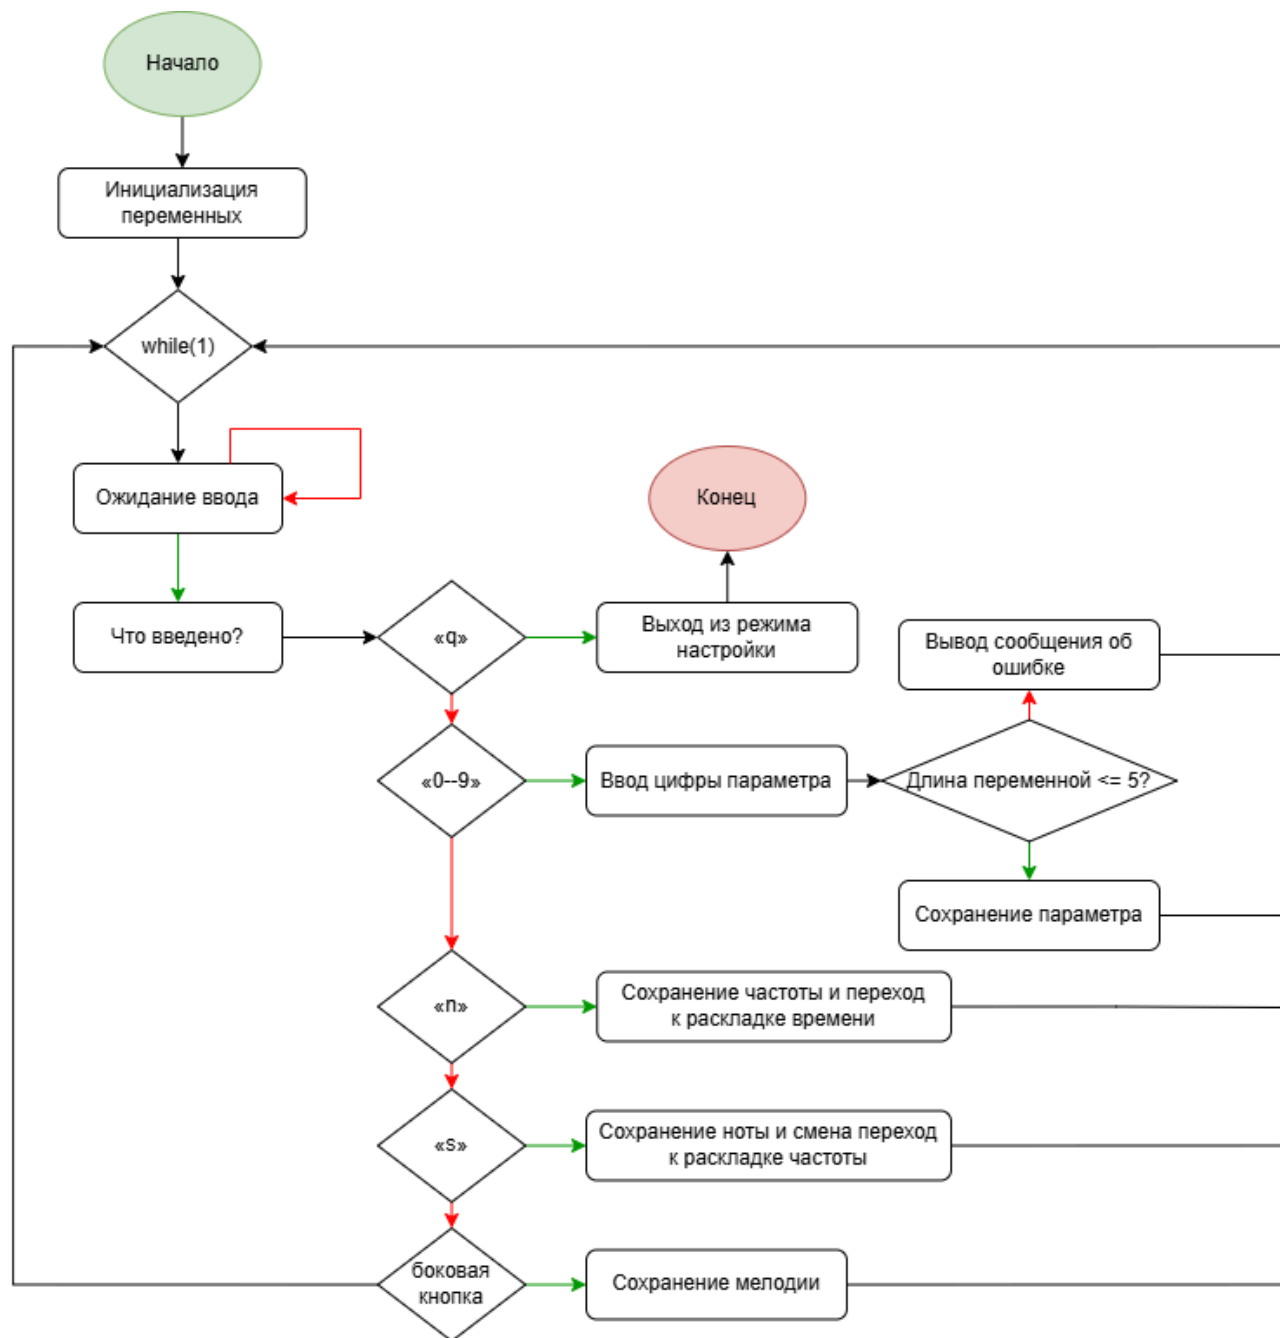 Начало
Инициализация
переменных
while(1)
Ожидание ввода
Конец
Что введено?
«q»
Выход из режима
настройки
Вывод сообщения об
ошибке
«0--9»
Ввод цифры параметра
Длина переменной <= 5?
Сохранение параметра
«n»
Сохранение частоты и переход
к раскладке времени
«s»
Сохранение ноты и смена переход
к раскладке частоты
боковая
кнопка
Сохранение мелодии